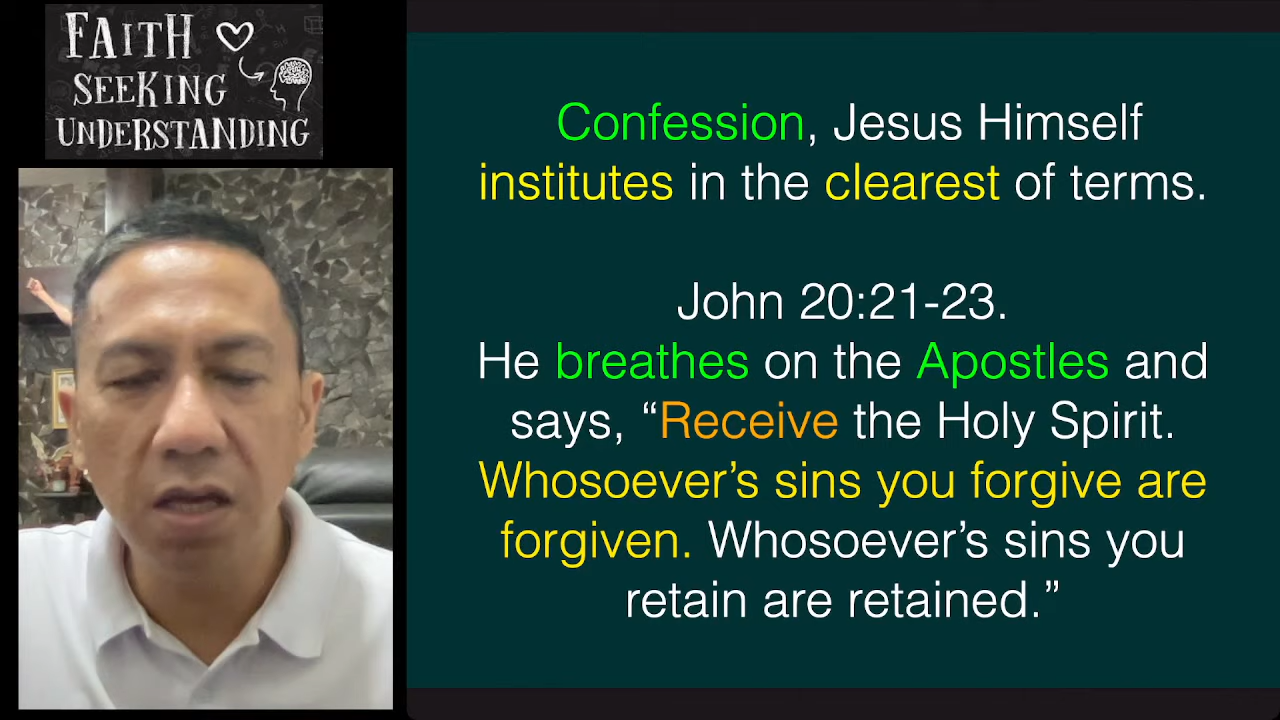 FAITH
SEEKING
UNDERSTANDING
Confession, Jesus Himself
institutes in the clearest of terms.
John 20:21-23.
He breathes on the Apostles and
says, “Receive the Holy Spirit.
Whosoever’s sins you forgive are
forgiven. Whosoever’s sins you
retain are retained.”